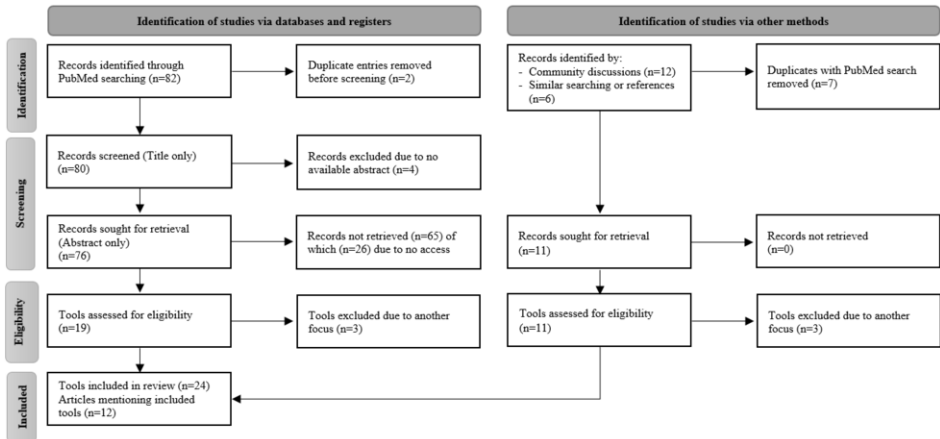 Identification of studies via databases and registers
Identification of studies via other methods
Identification
Records identified through
PubMed searching (n=82)
Duplicate entries removed
before screening (n=2)
Records identified by:
- Community discussions (n=12)
- Similar searching or references
(n=6)
Duplicates with PubMed search
removed (n=7)
Screening
Records screened (Title only)
(n=80)
Records excluded due to no
available abstract (n=4)
Records sought for retrieval
(Abstract only)
(n=76)
Records not retrieved (n=65) of
which (n=26) due to no access
Records sought for retrieval
(n=11)
Records not retrieved
(n=0)
Eligibility
Tools assessed for eligibility
(n=19)
Tools excluded due to another
focus (n=3)
Tools assessed for eligibility
(n=11)
Tools excluded due to another
focus (n=3)
Included
Tools included in review (n=24)
Articles mentioning included
tools (n=12)